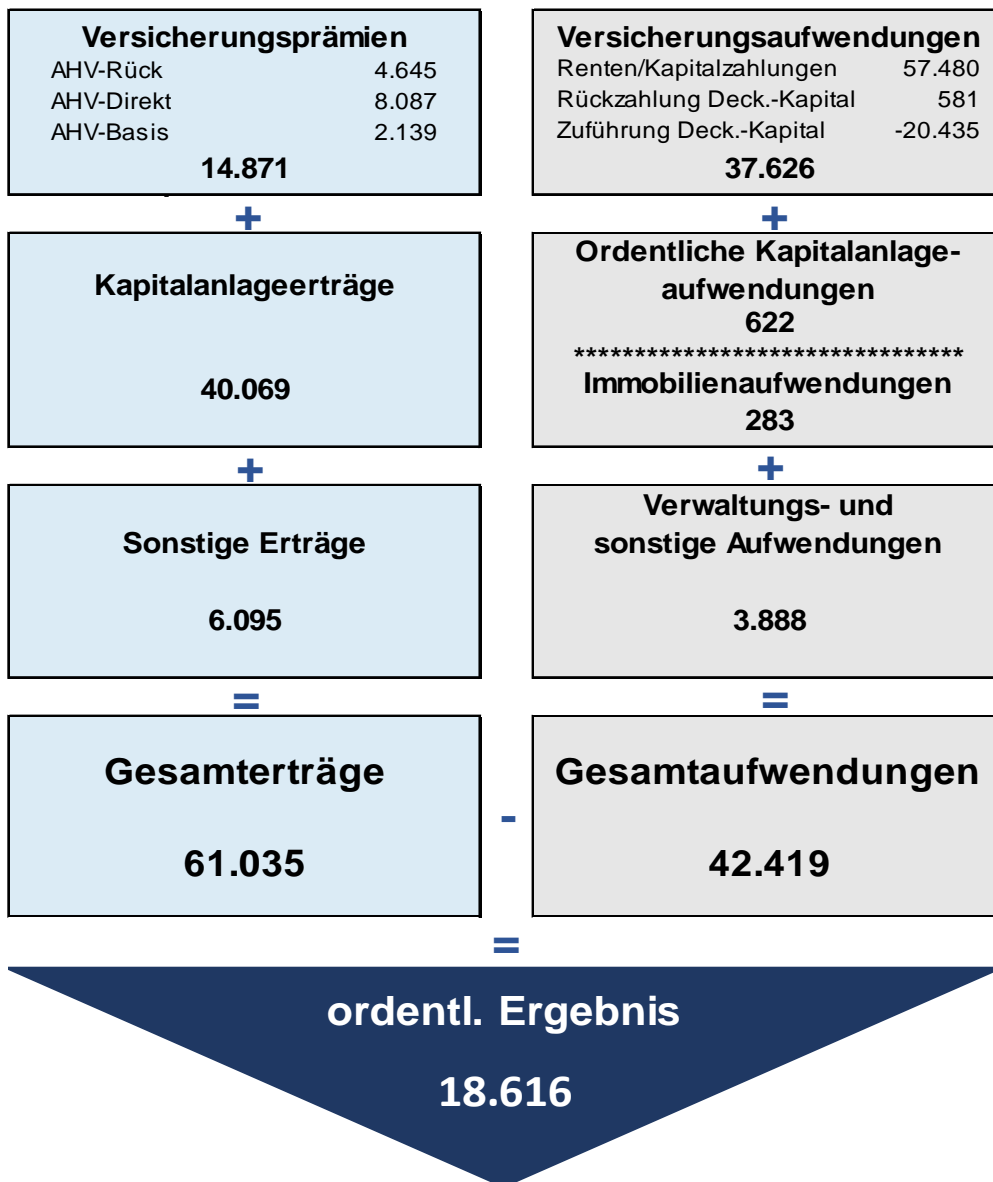 Versicherungsprämien
AHV-Rück 4.645
AHV-Direkt 8.087
AHV-Basis 2.139
14.871
+
Kapitalanlageerträge
40.069
+
Sonstige Erträge
6.095
=
Gesamterträge
61.035
Versicherungsaufwendungen
Renten/Kapitalzahlungen 57.480
Rückzahlung Deck.-Kapital 581
Zuführung Deck.-Kapital -20.435
37.626
+
Ordentliche Kapitalanlage-
aufwendungen
622
********************************
Immobilienaufwendungen
283
+
Verwaltungs- und
sonstige Aufwendungen
3.888
=
Gesamtaufwendungen
42.419
-
=
ordentl. Ergebnis
18.616